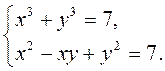 x³ + y³ = 7,
x² − xy + y² = 7.